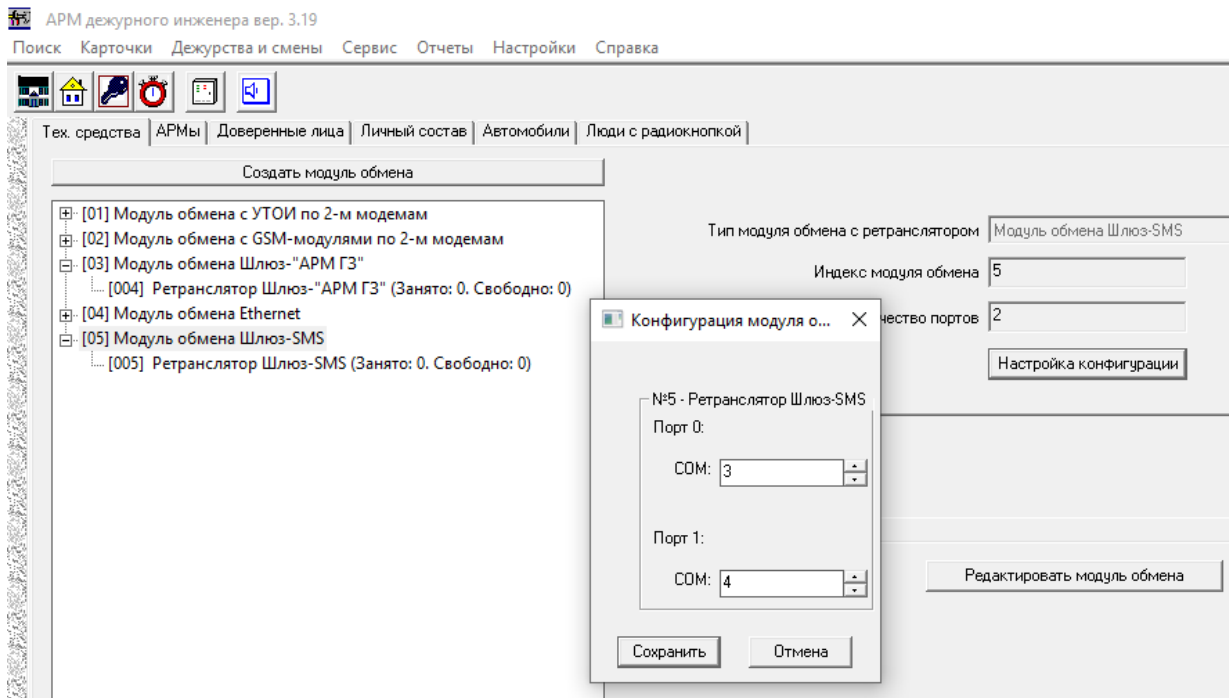 АРМ дежурного инженера вер. 3.19
Поиск Карточки Дежурства и смены Сервис Отчеты Настройки Справка
Тех. средства АРМы Доверенные лица Личный состав Автомобили Люди с радиокнопкой
Создать модуль обмена
[01] Модуль обмена с УТОИ по 2-м модемам
[02] Модуль обмена с GSM-модулями по 2-м модемам
[03] Модуль обмена Шлюз-"АРМ ГЗ"
[004] Ретранслятор Шлюз-"АРМ ГЗ" (Занято: 0. Свободно: 0)
[04] Модуль обмена Ethernet
[05] Модуль обмена Шлюз-SMS
[005] Ретранслятор Шлюз-SMS (Занято: 0. Свободно: 0)
Тип модуля обмена с ретранслятором Модуль обмена Шлюз-SMS
Индекс модуля обмена 5
чество портов 2
Настройка конфигурации
Редактировать модуль обмена
Конфигурация модуля о...
№5 - Ретранслятор Шлюз-SMS
Порт 0:
COM: 3
Порт 1:
COM: 4
Сохранить Отмена